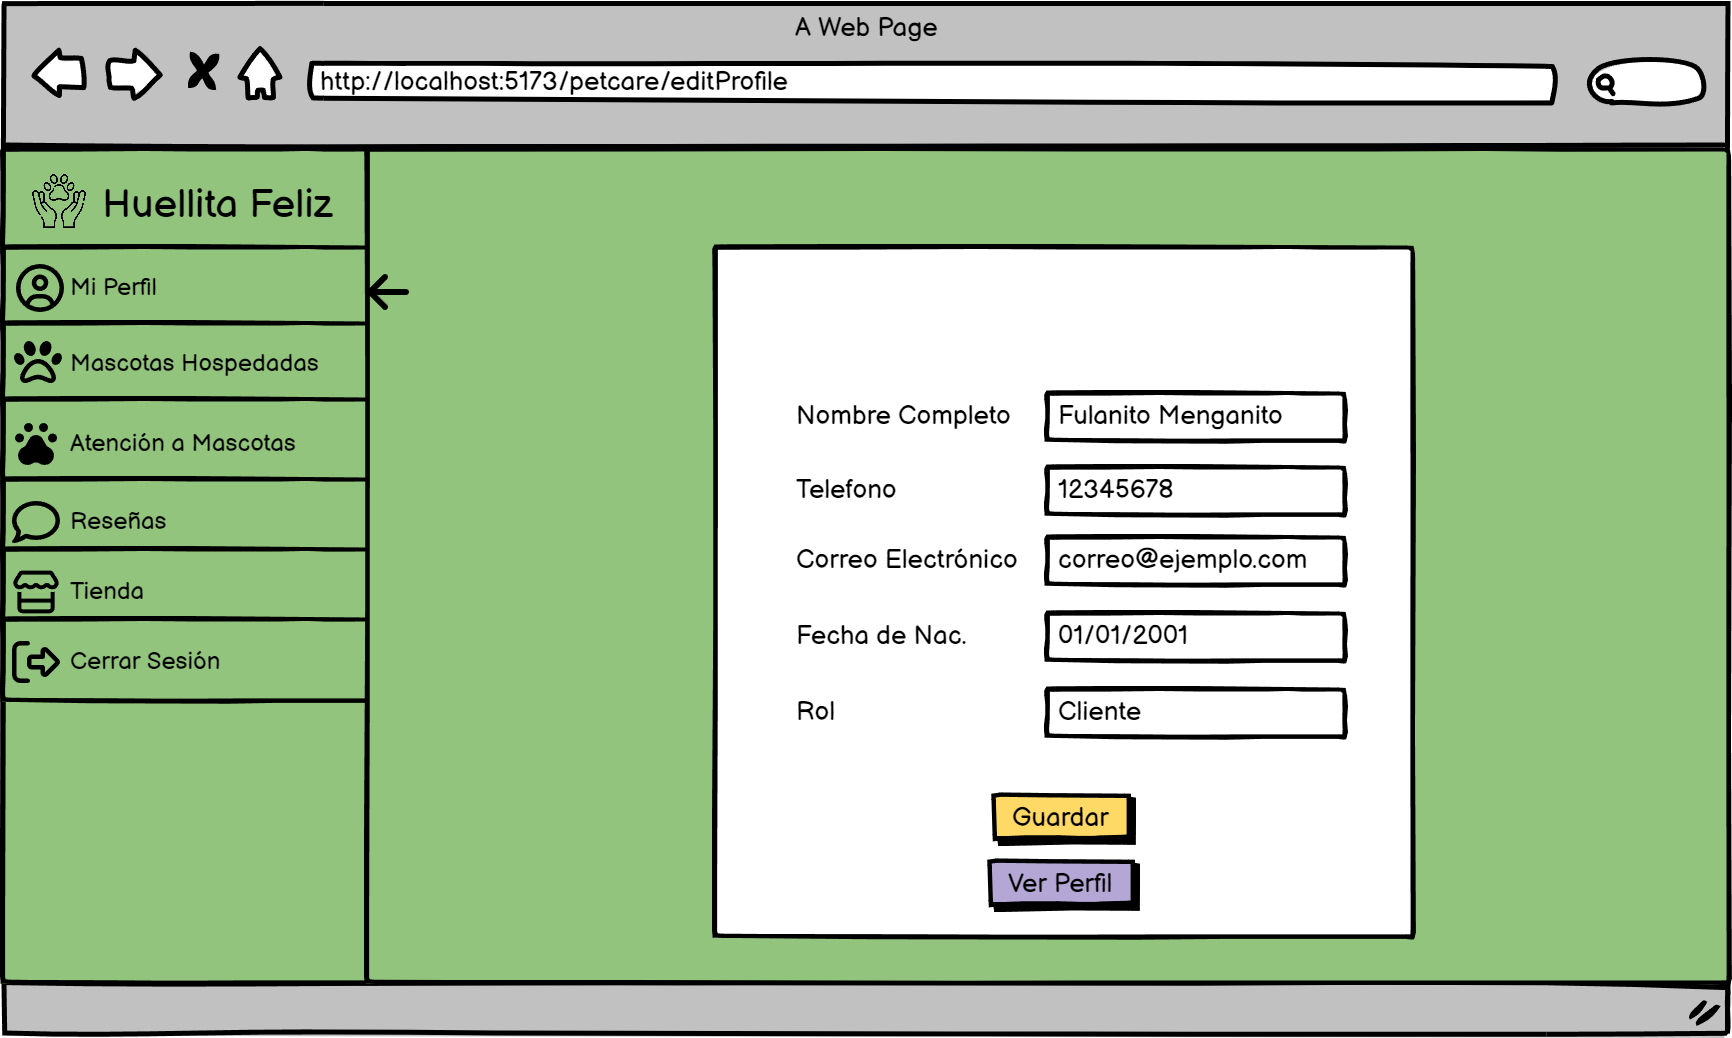 A Web Page
http://localhost:5173/petcare/editProfile
Huellita Feliz
Mi Perfil
Mascotas Hospedadas
Atención a Mascotas
Reseñas
Tienda
Cerrar Sesión
Nombre Completo Fulanito Menganito
Telefono 12345678
Correo Electrónico correo@ejemplo.com
Fecha de Nac. 01/01/2001
Rol Cliente
Guardar
Ver Perfil